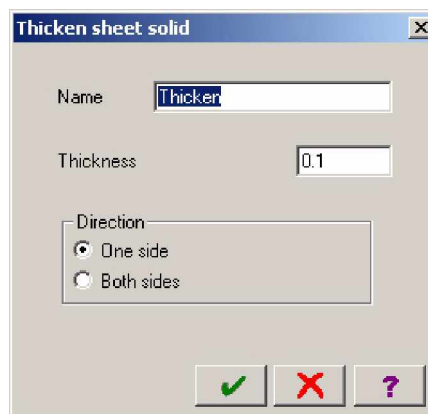 Thicken sheet solid
Name Thicken
Thickness 0.1
Direction
One side
Both sides
?